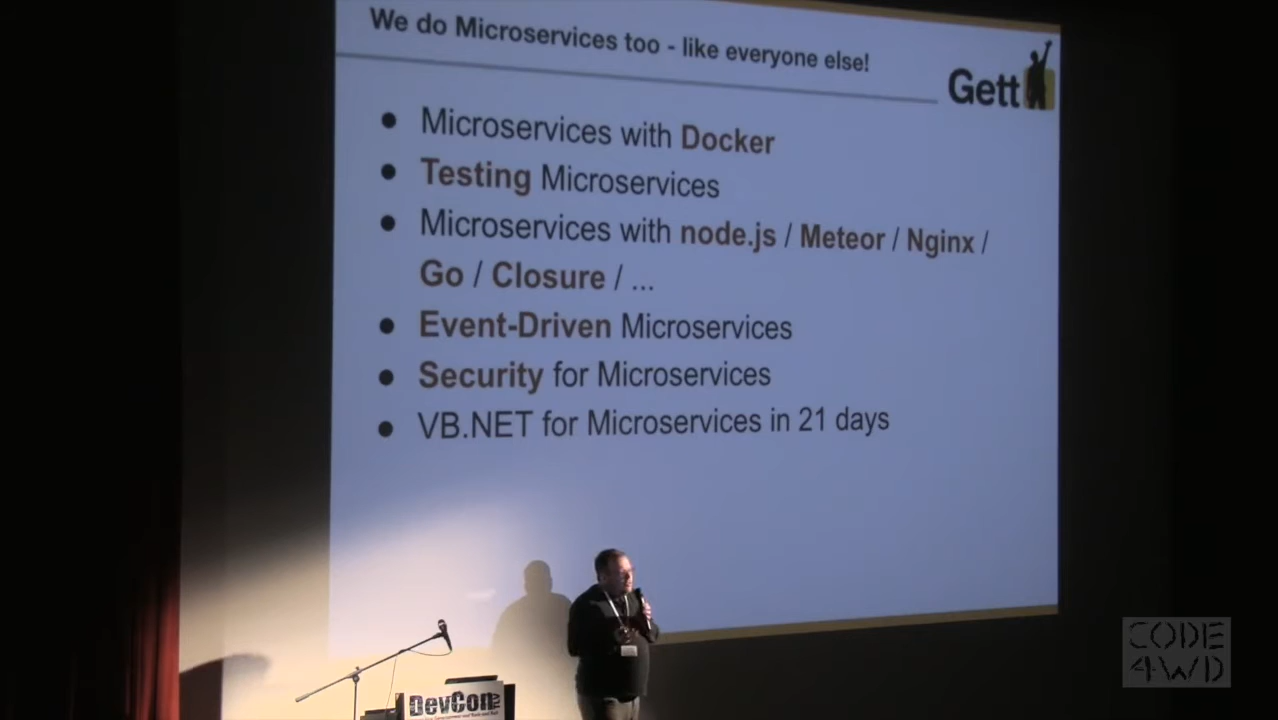 We do Microservices too - like everyone else!
Gett
● Microservices with Docker
● Testing Microservices
● Microservices with node.js / Meteor / Nginx /
Go / Closure / ...
● Event-Driven Microservices
● Security for Microservices
● VB.NET for Microservices in 21 days
DevCon TLV
CODE
4WD